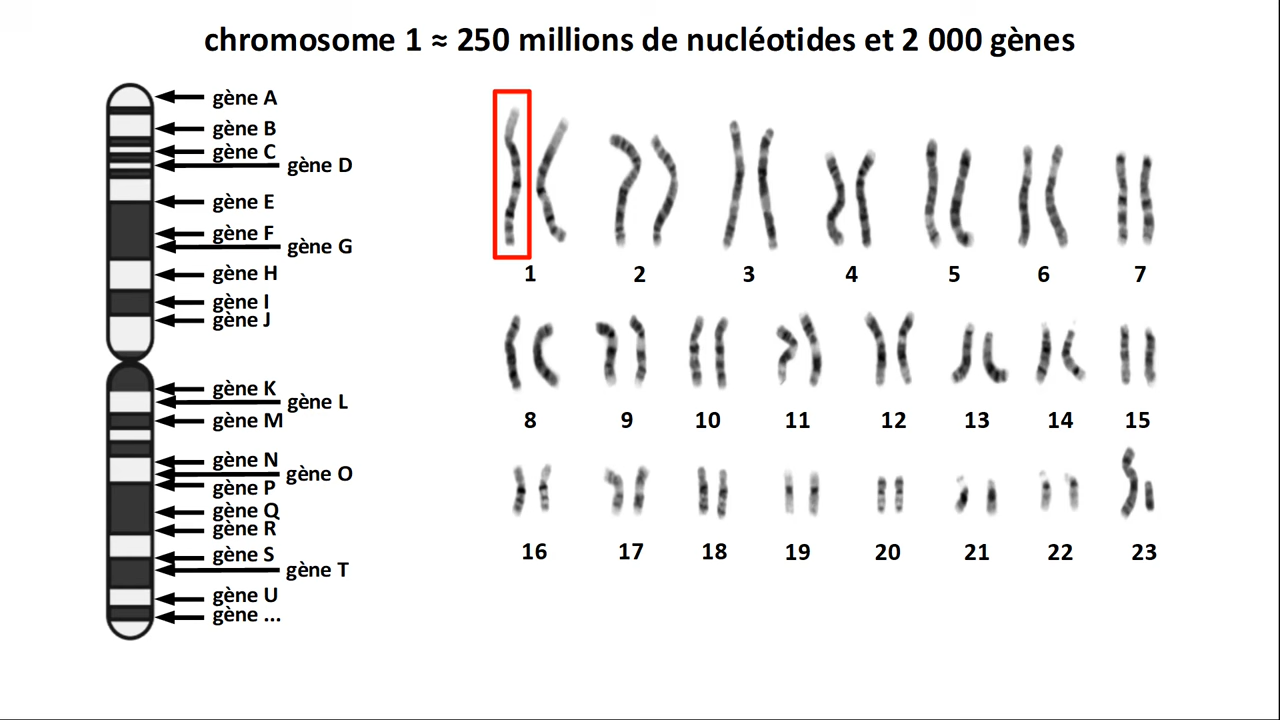 chromosome 1 ≈ 250 millions de nucléotides et 2 000 gènes
gène A
gène B
gène C
gène D
gène E
gène F
gène G
gène H
gène I
gène J
gène K
gène L
gène M
gène N
gène O
gène P
gène Q
gène R
gène S
gène T
gène U
gène ...
1 2 3 4 5 6 7
8 9 10 11 12 13 14 15
16 17 18 19 20 21 22 23